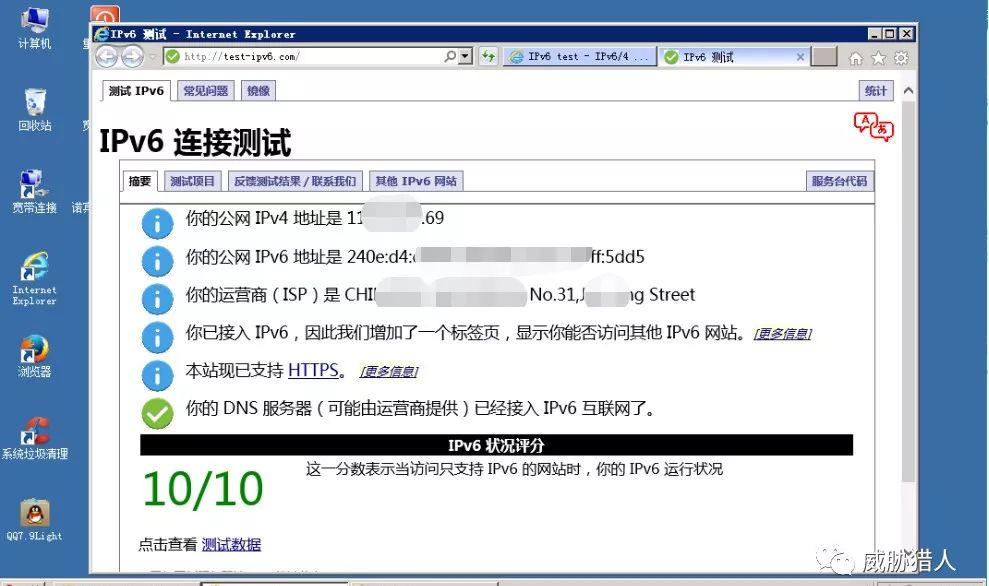 计算机
回收站
宽带连接
Internet
Explorer
浏览器
系统垃圾清理
QQ7.9Light
IPv6 测试 - Internet Explorer
http://test-ipv6.com/
IPv6 test - IPv6/4 ...
IPv6 测试
测试 IPv6
常见问题
镜像
统计
IPv6 连接测试
摘要
测试项目
反馈测试结果 / 联系我们
其他 IPv6 网站
服务台代码
你的公网 IPv4 地址是 11 .69
你的公网 IPv6 地址是 240e:d4: ff:5dd5
你的运营商（ISP）是 CHI No.31, ng Street
你已接入 IPv6，因此我们增加了一个标签页，显示你能否访问其他 IPv6 网站。 [更多信息]
本站现已支持 HTTPS。 [更多信息]
你的 DNS 服务器（可能由运营商提供）已经接入 IPv6 互联网了。
IPv6 状况评分
10/10
这一分数表示当访问只支持 IPv6 的网站时，你的 IPv6 运行状况
点击查看 测试数据
威胁猎人